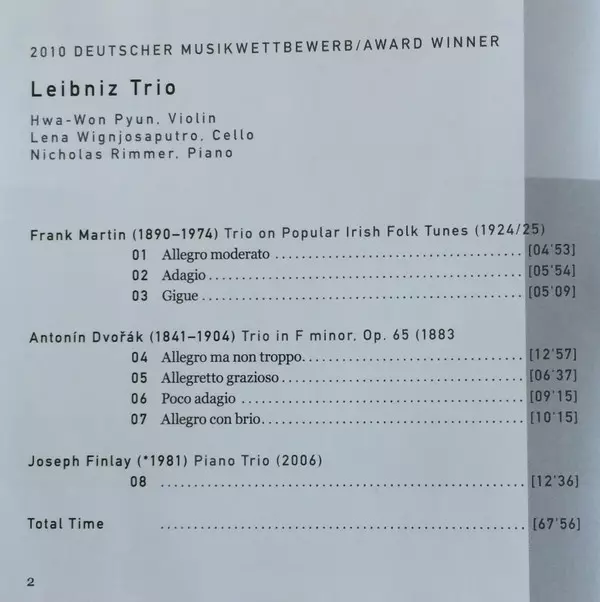 2010 DEUTSCHER MUSIKWETTBEWERB/AWARD WINNER
Leibniz Trio
Hwa-Won Pyun, Violin
Lena Wignjosaputro, Cello
Nicholas Rimmer, Piano
Frank Martin (1890–1974) Trio on Popular Irish Folk Tunes (1924/25)
01 Allegro moderato [04'53]
02 Adagio [05'54]
03 Gigue [05'09]
Antonín Dvořák (1841–1904) Trio in F minor, Op. 65 (1883
04 Allegro ma non troppo [12'57]
05 Allegretto grazioso [06'37]
06 Poco adagio [09'15]
07 Allegro con brio [10'15]
Joseph Finlay (*1981) Piano Trio (2006)
08 [12'36]
Total Time [67'56]
2